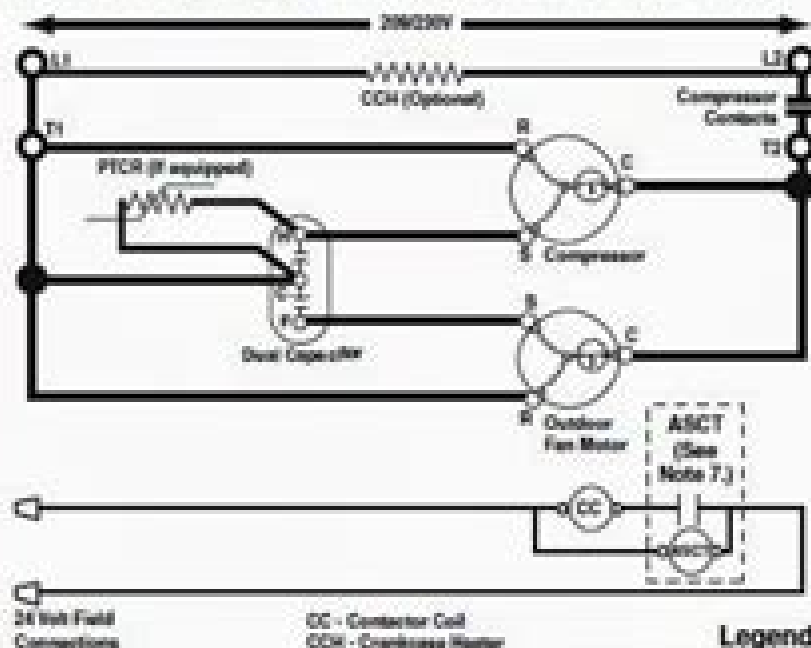 208/230V
L1
L2
CCH (Optional)
Compressor
Contacts
T1
R
T2
PTCR (If equipped)
C
H
S
Compressor
C
S
F
C
Dual Capacitor
R
Outdoor
Fan Motor
ASCT
(See
Note 7.)
CC
ASCT
24 Volt Field
Connections
CC - Contactor Coil
CCH - Crankcase Heater
Legend